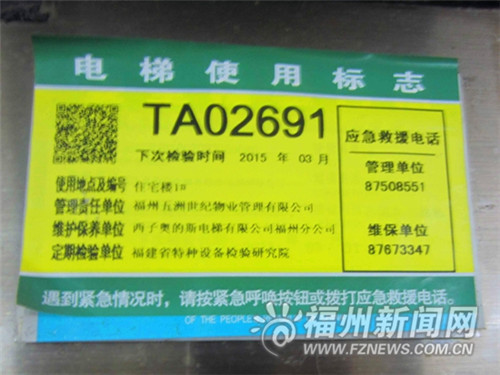 电梯使用标志
TA02691
下次检验时间 2015 年 03 月
使用地点及编号 住宅楼1#
管理责任单位 福州五洲世纪物业管理有限公司
维护保养单位 西子奥的斯电梯有限公司福州分公司
定期检验单位 福建省特种设备检验研究院
应急救援电话
管理单位
87508551
维保单位
87673347
遇到紧急情况时,请按紧急呼唤按钮或拨打应急救援电话。
OF THE PEOPLE
福州新闻网
WWW.FZNEWS.COM.CN